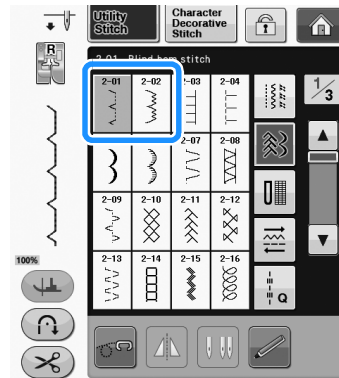 Utility
Stitch
Character
Decorative
Stitch
R
2-01 Blind hem stitch
1/3
2-01
2-02
2-03
2-04
2-07
2-08
2-09
2-10
2-11
2-12
2-13
2-14
2-15
2-16
100%
Q